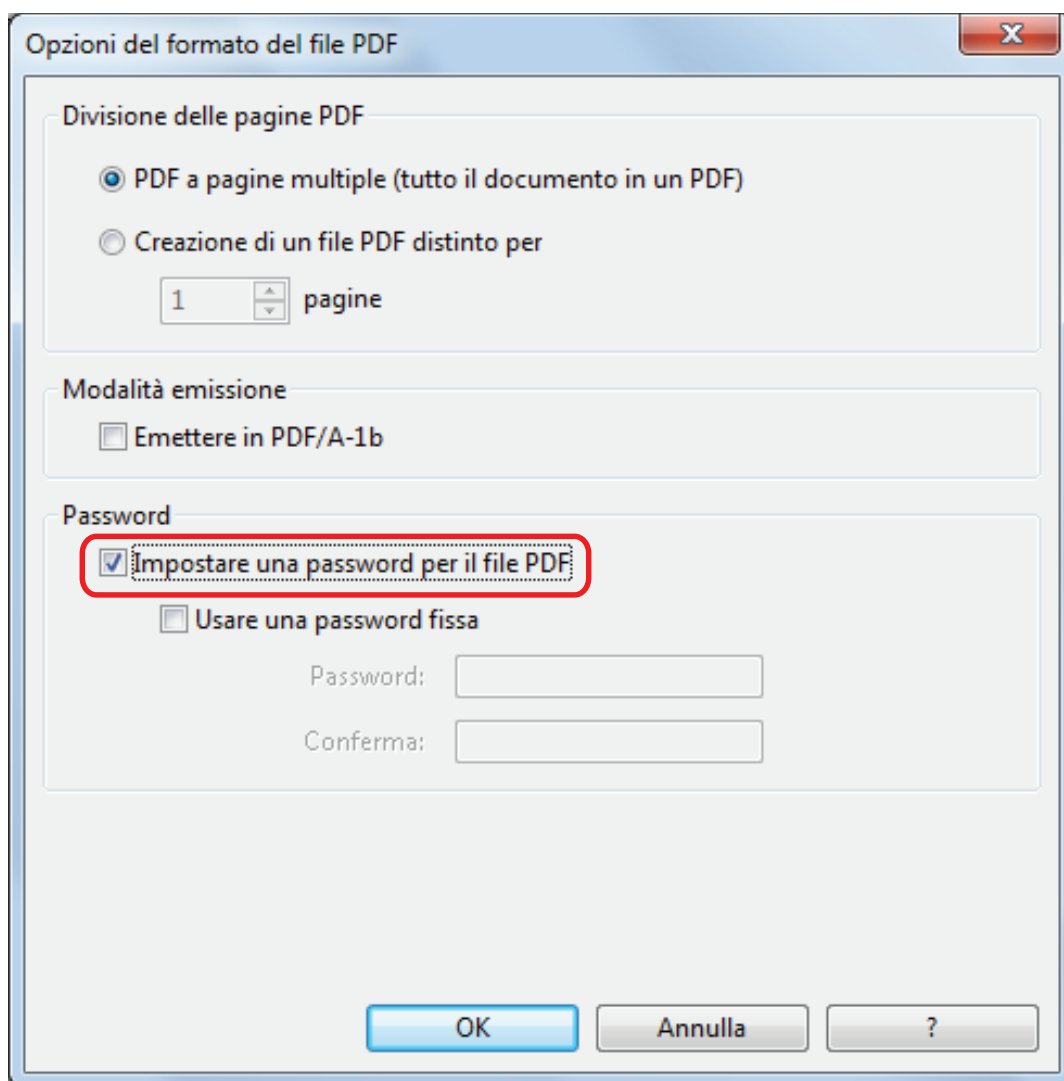 Opzioni del formato del file PDF
Divisione delle pagine PDF
PDF a pagine multiple (tutto il documento in un PDF)
Creazione di un file PDF distinto per
1 pagine
Modalità emissione
Emettere in PDF/A-1b
Password
Impostare una password per il file PDF
Usare una password fissa
Password:
Conferma:
OK Annulla ?